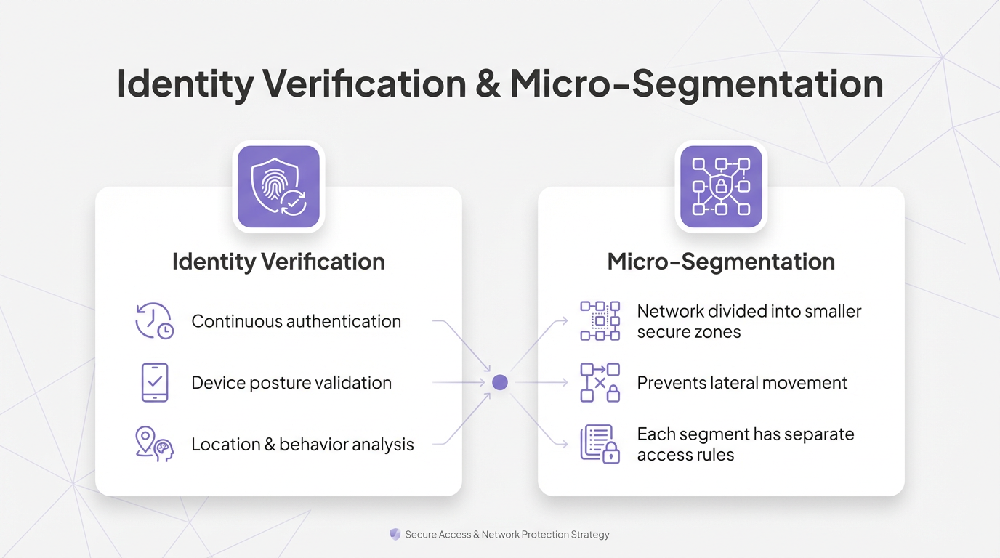 Identity Verification & Micro-Segmentation
Identity Verification
Continuous authentication
Device posture validation
Location & behavior analysis
Micro-Segmentation
Network divided into smaller
secure zones
Prevents lateral movement
Each segment has separate
access rules
Secure Access & Network Protection Strategy